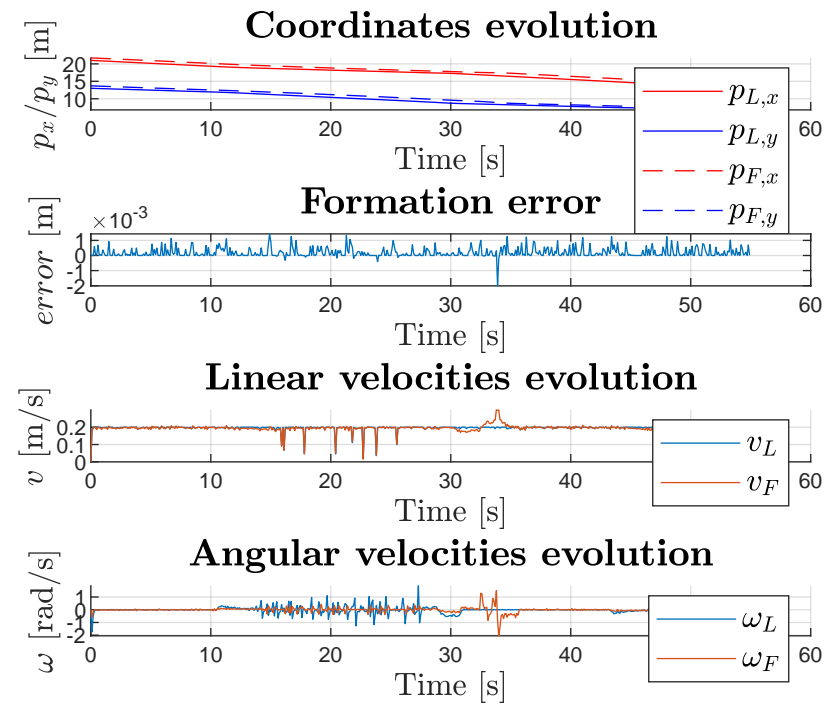 Coordinates evolution
p_x/p_y [m]
20
15
10
0 10 20 30 40 60
Time [s]
p_{L,x}
p_{L,y}
p_{F,x}
p_{F,y}
Formation error
×10^{-3}
error [m]
1
0
-1
-2
0 10 20 30 40 50 60
Time [s]
Linear velocities evolution
v [m/s]
0.2
0.1
0
0 10 20 30 40 60
Time [s]
v_L
v_F
Angular velocities evolution
ω [rad/s]
1
0
-1
-2
0 10 20 30 40 60
Time [s]
ω_L
ω_F